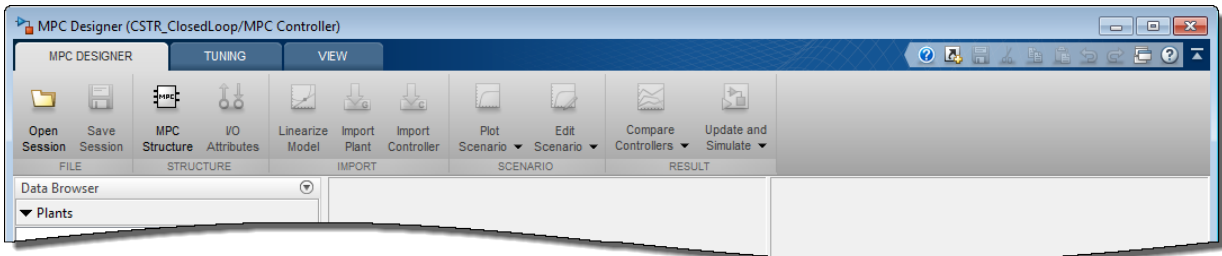 MPC Designer (CSTR_ClosedLoop/MPC Controller)
MPC DESIGNER TUNING VIEW
Open Session Save Session MPC Structure I/O Attributes Linearize Model Import Plant Import Controller Plot Scenario Edit Scenario Compare Controllers Update and Simulate
FILE STRUCTURE IMPORT SCENARIO RESULT
Data Browser
Plants